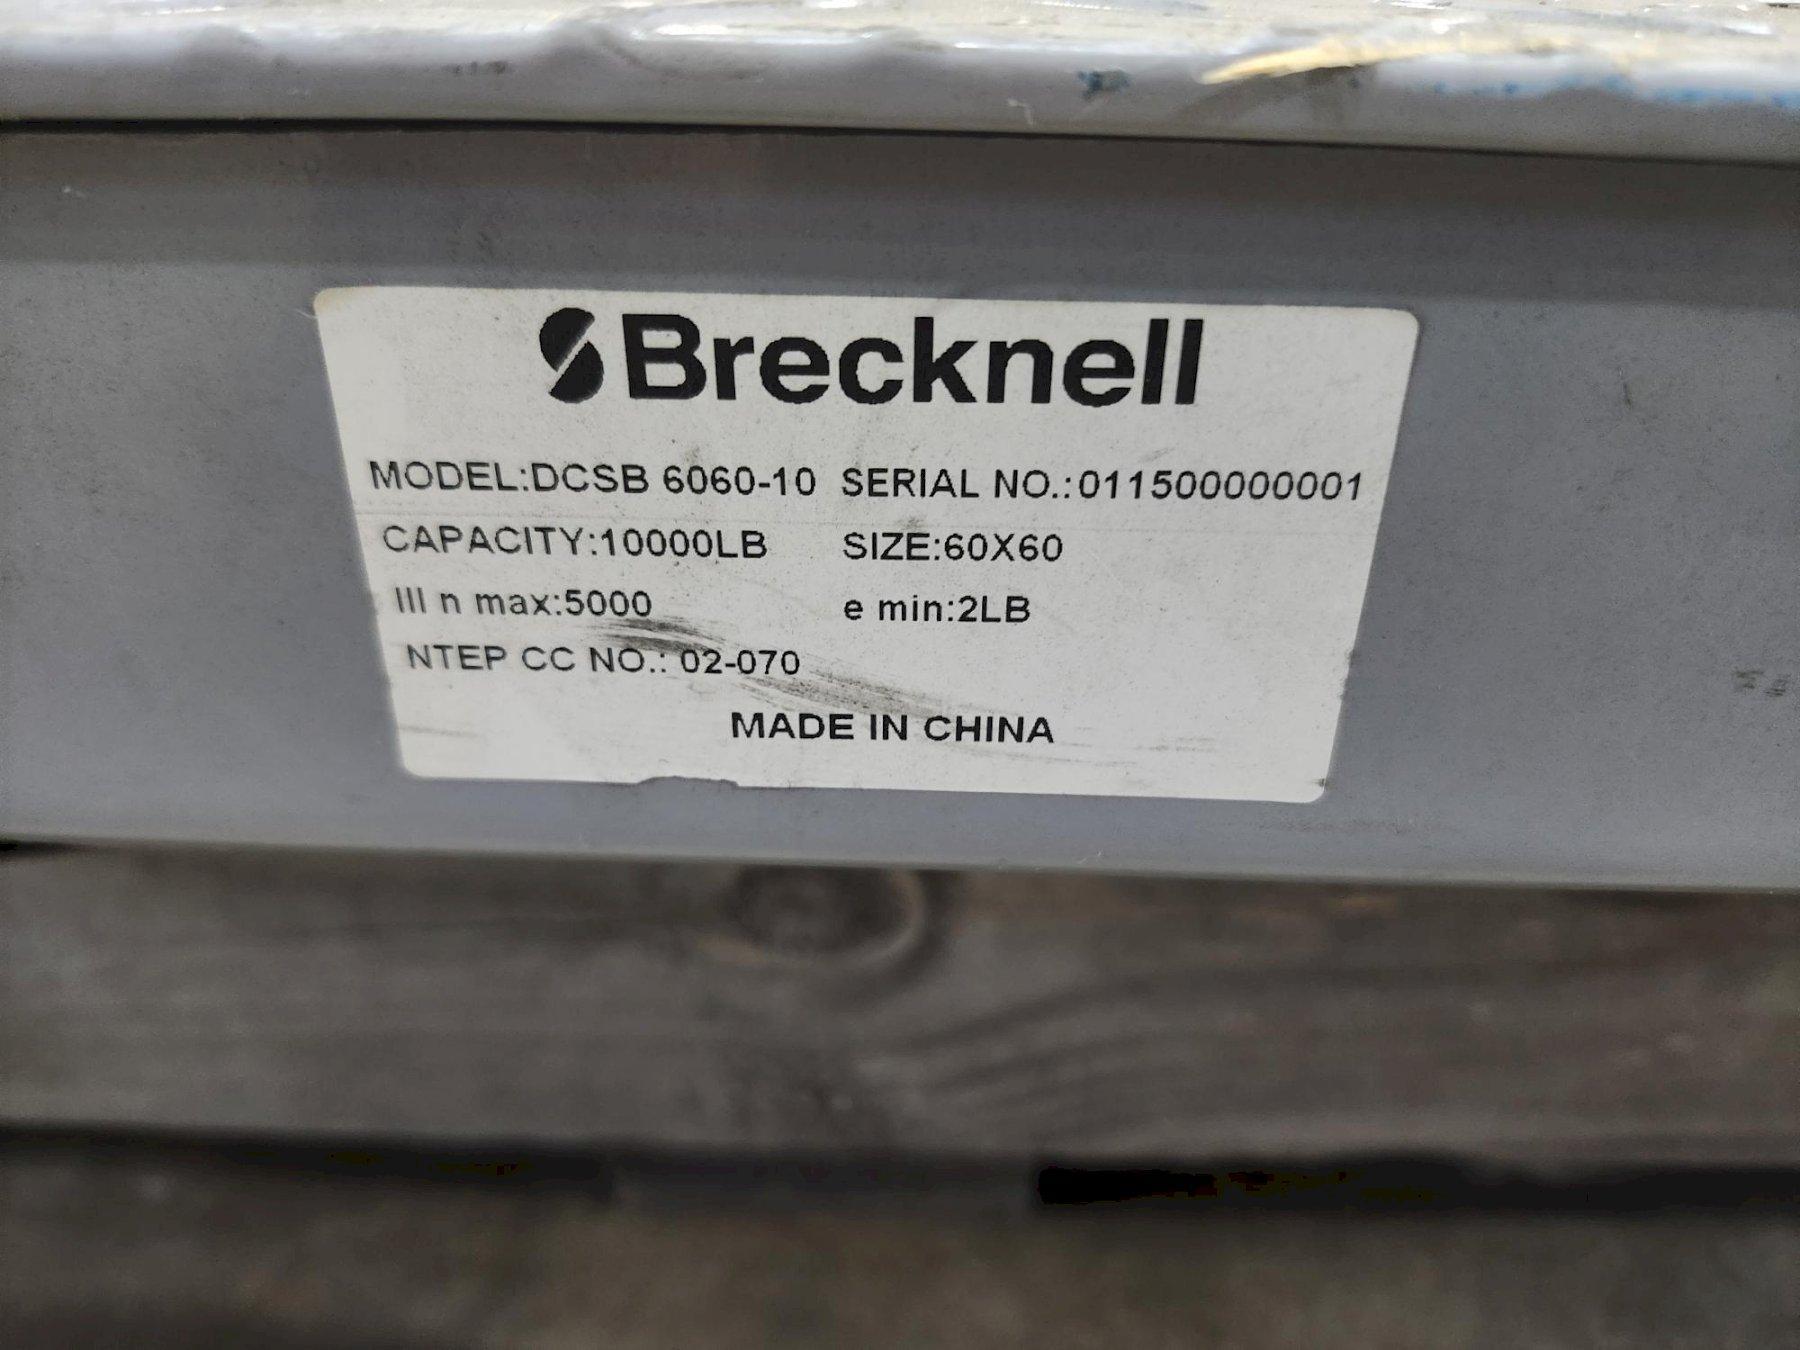 Brecknell
MODEL:DCSB 6060-10 SERIAL NO.:011500000001
CAPACITY:10000LB SIZE:60X60
III n max:5000 e min:2LB
NTEP CC NO.: 02-070
MADE IN CHINA